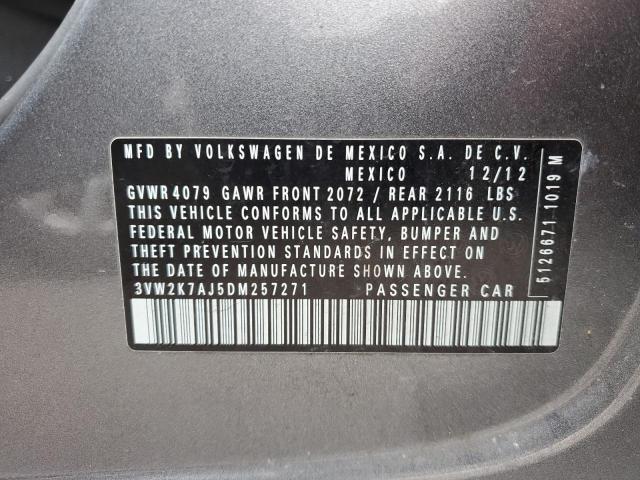 MFD BY VOLKSWAGEN DE MEXICO S.A. DE C.V.
MEXICO 12/12
GVWR 4079 GAWR FRONT 2072 / REAR 2116 LBS
THIS VEHICLE CONFORMS TO ALL APPLICABLE U.S.
FEDERAL MOTOR VEHICLE SAFETY, BUMPER AND
THEFT PREVENTION STANDARDS IN EFFECT ON
THE DATE OF MANUFACTURE SHOWN ABOVE.
3VW2K7AJ5DM257271 PASSENGER CAR
5126671 1019 M